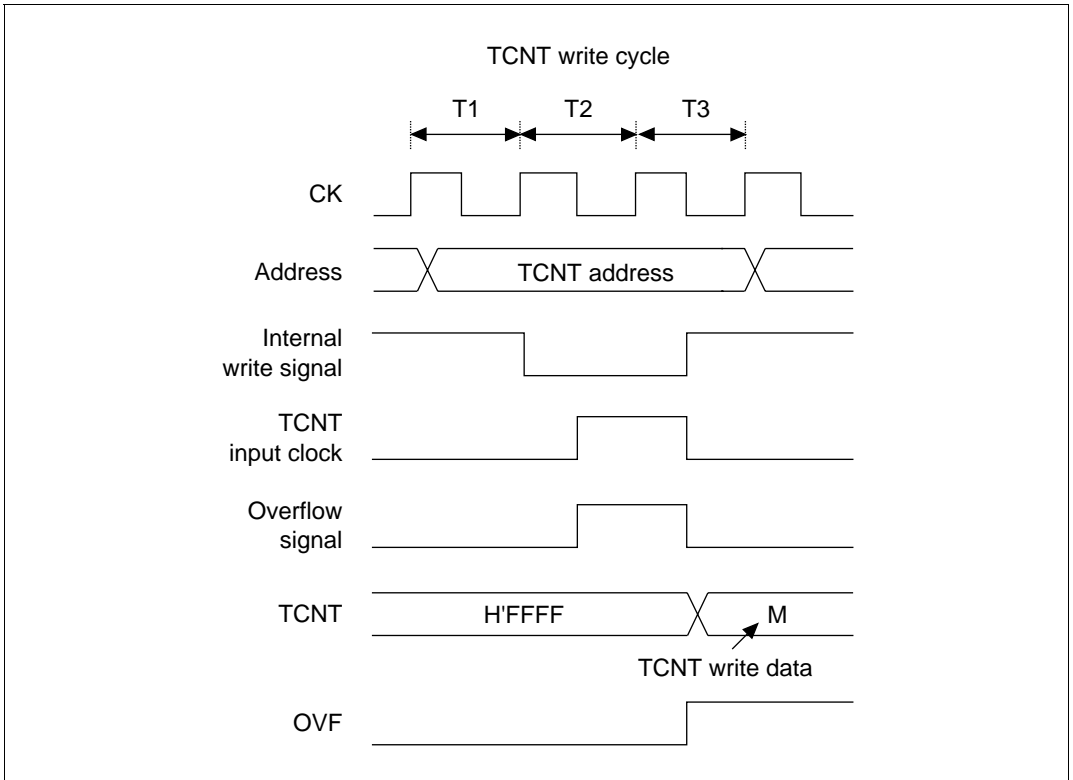 TCNT write cycle
T1 T2 T3
CK
Address
TCNT address
Internal
write signal
TCNT
input clock
Overflow
signal
TCNT
H'FFFF
M
TCNT write data
OVF